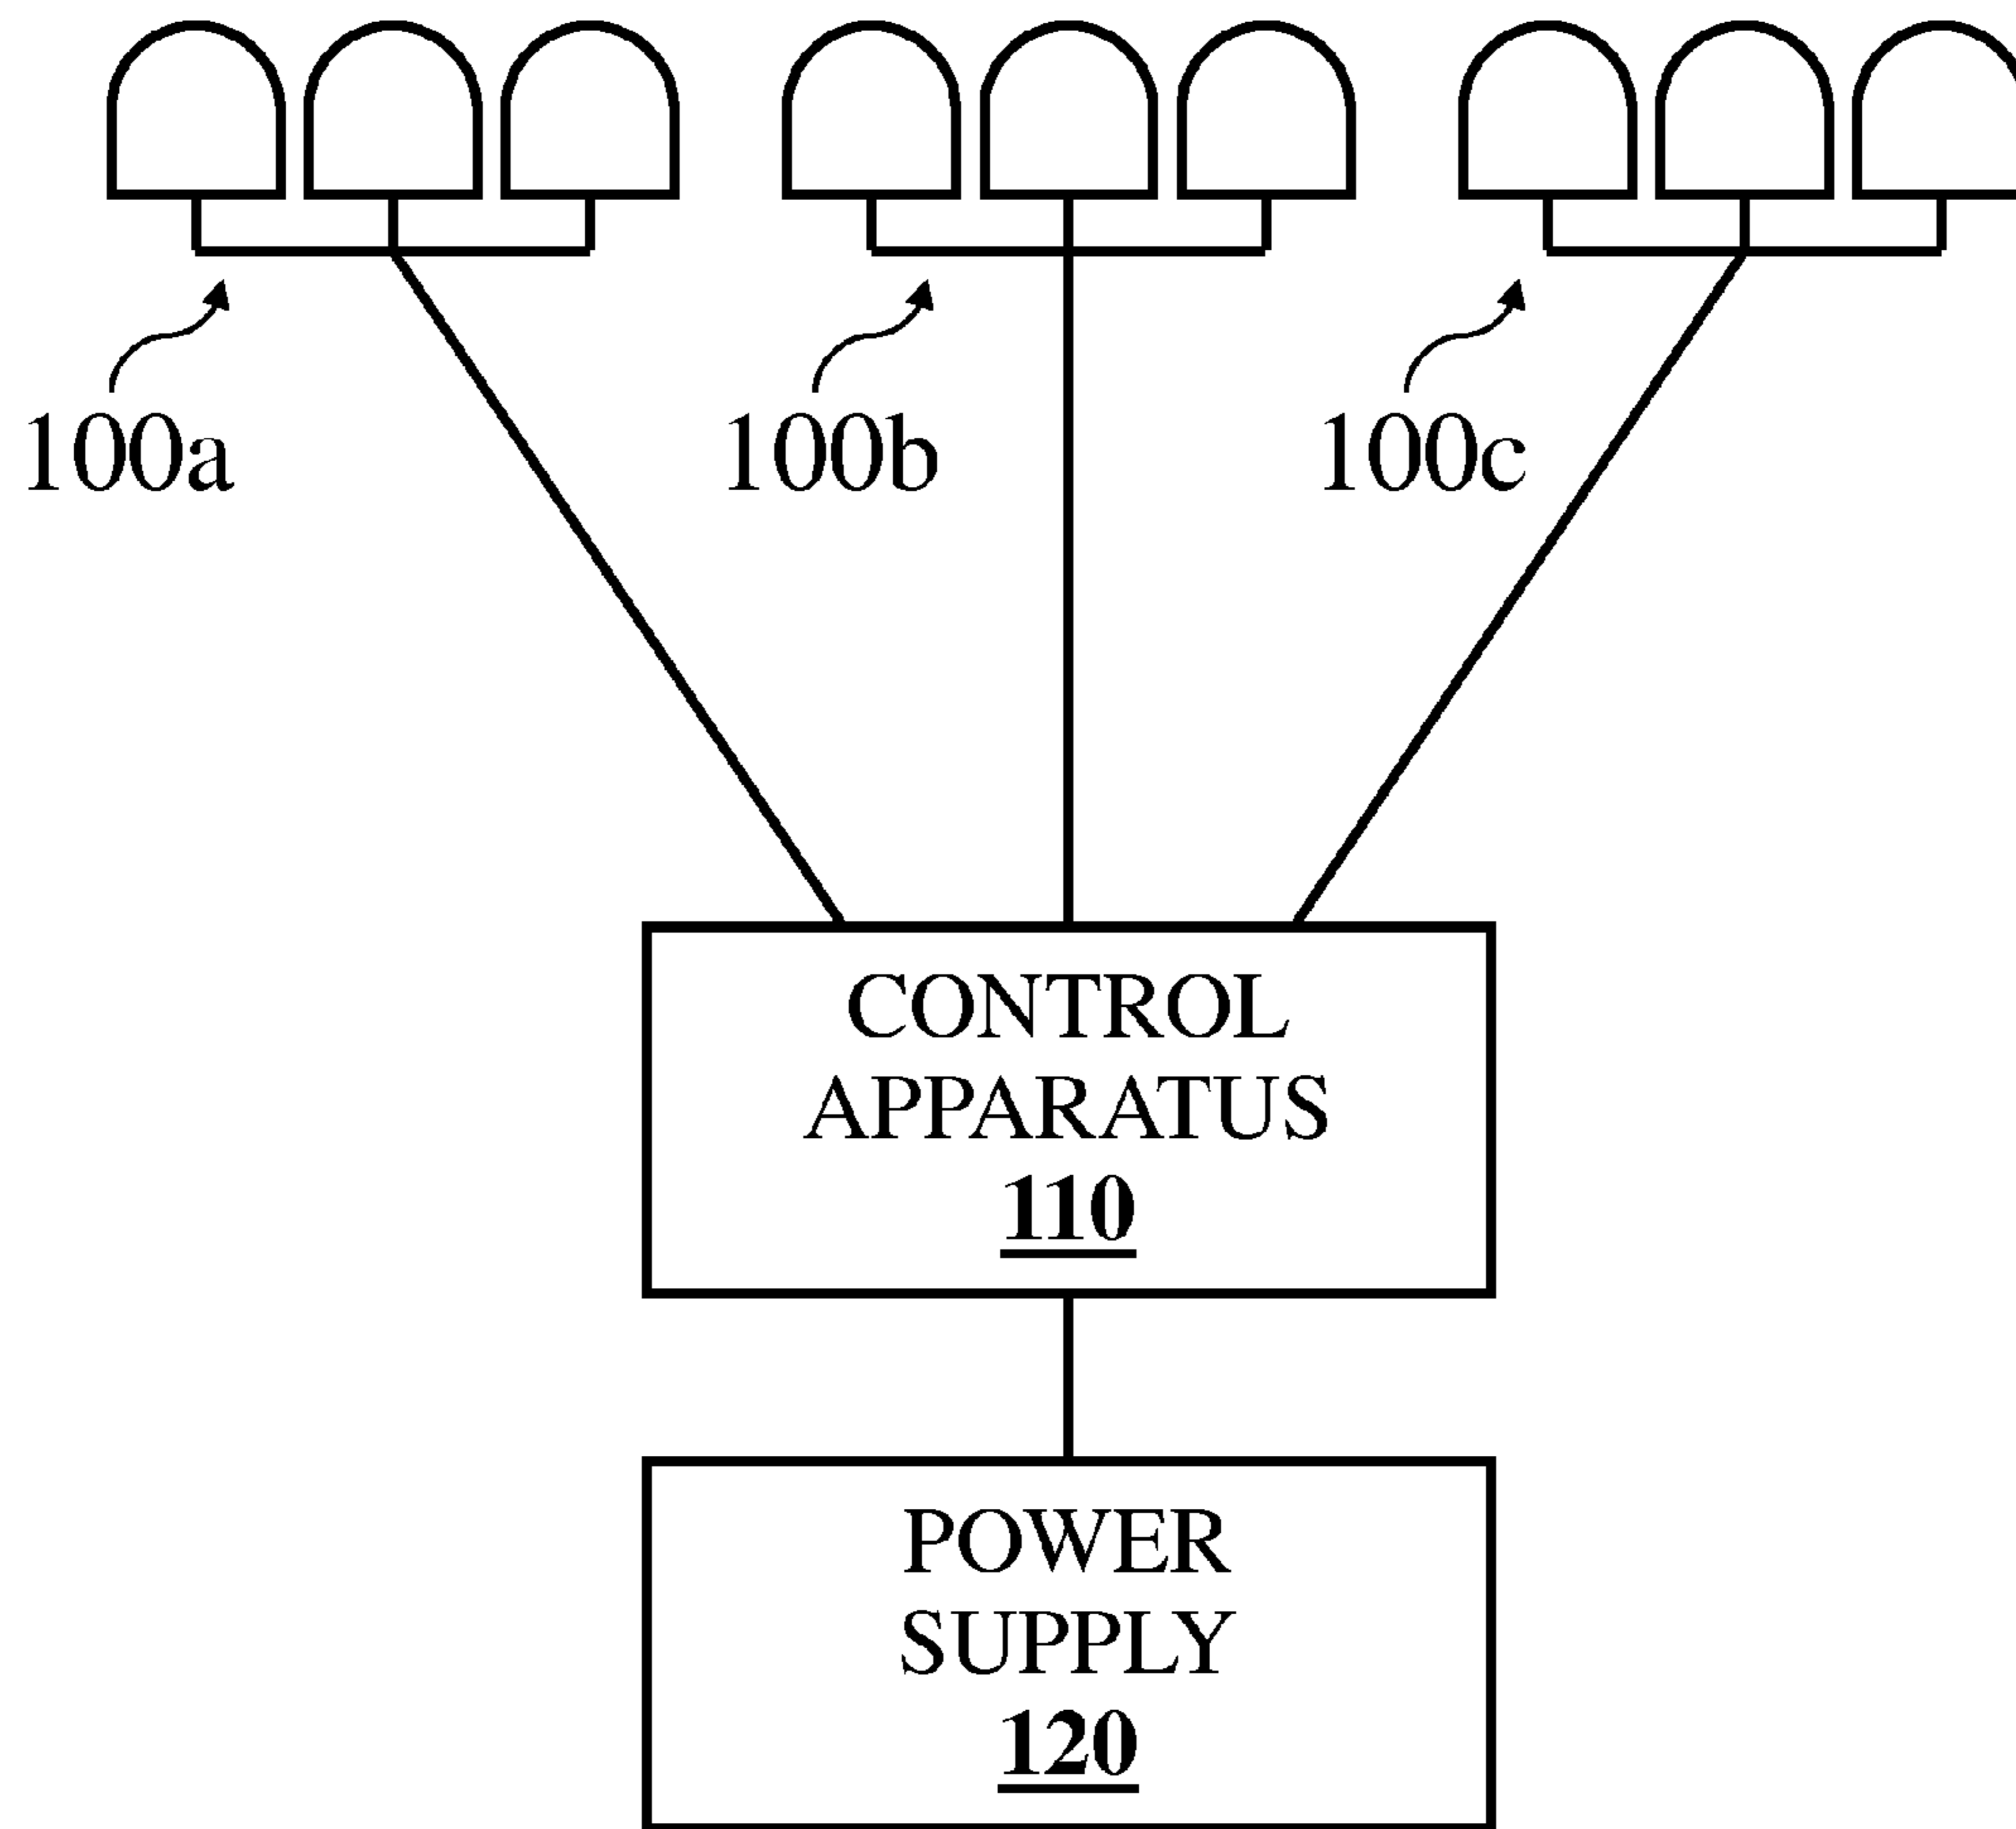 100a
100b
100c
CONTROL
APPARATUS
110
POWER
SUPPLY
120